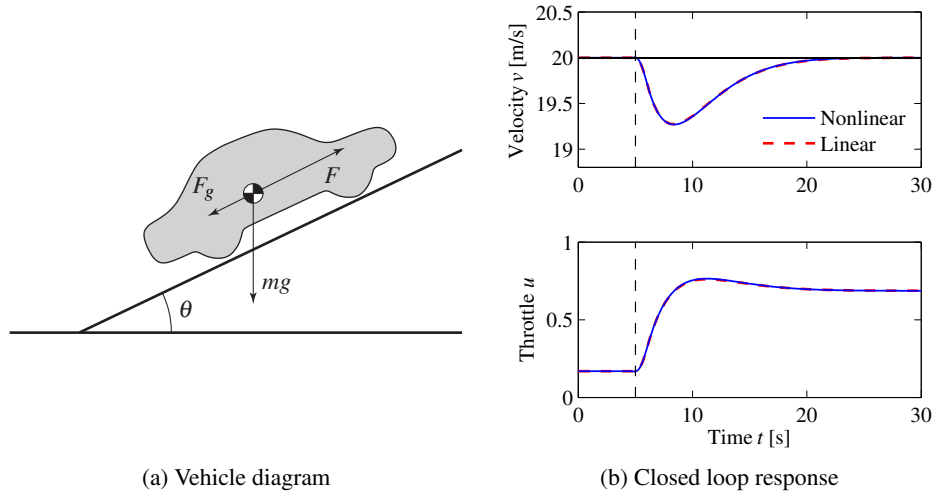 F_g
F
mg
θ
(a) Vehicle diagram
20.5
20
19.5
19
Velocity v [m/s]
Nonlinear
Linear
0
10
20
30
1
0.5
0
Throttle u
0
10
20
30
Time t [s]
(b) Closed loop response